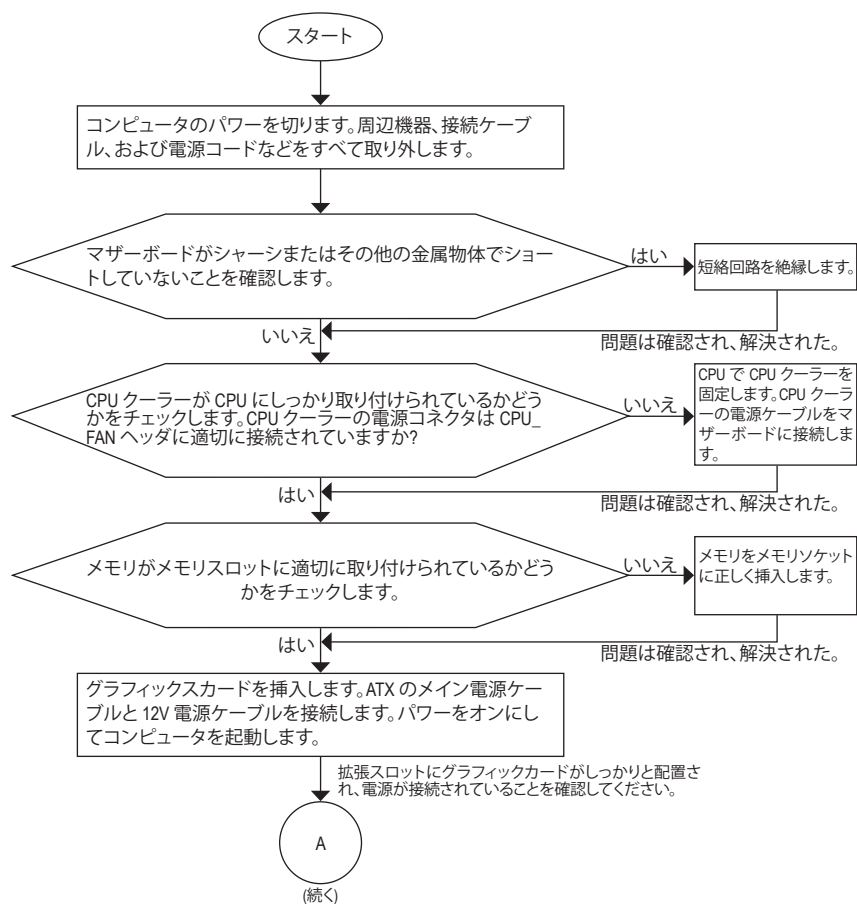 スタート
コンピュータのパワーを切ります。周辺機器、接続ケーブ
ル、および電源コードなどをすべて取り外します。
マザーボードがシャーシまたはその他の金属物体でショー
トしていないことを確認します。
はい
短絡回路を絶縁します。
いいえ
問題は確認され、解決された。
CPU クーラーが CPU にしっかり取り付けられているかどう
かをチェックします。CPU クーラーの電源コネクタは CPU_
FAN ヘッダに適切に接続されていますか?
いいえ
CPU で CPU クーラーを
固定します。CPU クーラ
ーの電源ケーブルをマ
ザーボードに接続しま
す。
はい
問題は確認され、解決された。
メモリがメモリスロットに適切に取り付けられているかどう
かをチェックします。
いいえ
メモリをメモリソケット
に正しく挿入します。
はい
問題は確認され、解決された。
グラフィックスカードを挿入します。ATX のメイン電源ケー
ブルと 12V 電源ケーブルを接続します。パワーをオンにし
てコンピュータを起動します。
拡張スロットにグラフィックカードがしっかりと配置さ
れ、電源が接続されていることを確認してください。
A
(続く)